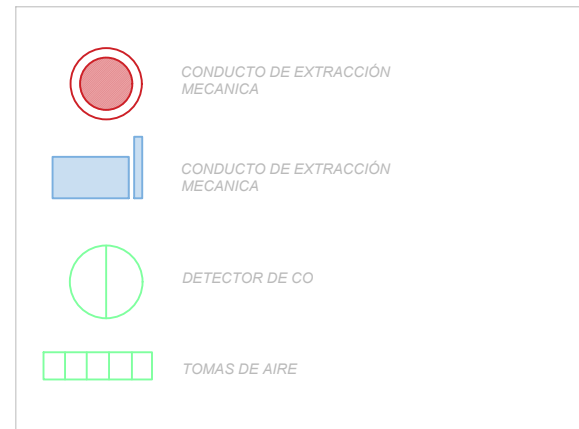 CONDUCTO DE EXTRACCIÓN
MECANICA
CONDUCTO DE EXTRACCIÓN
MECANICA
DETECTOR DE CO
TOMAS DE AIRE